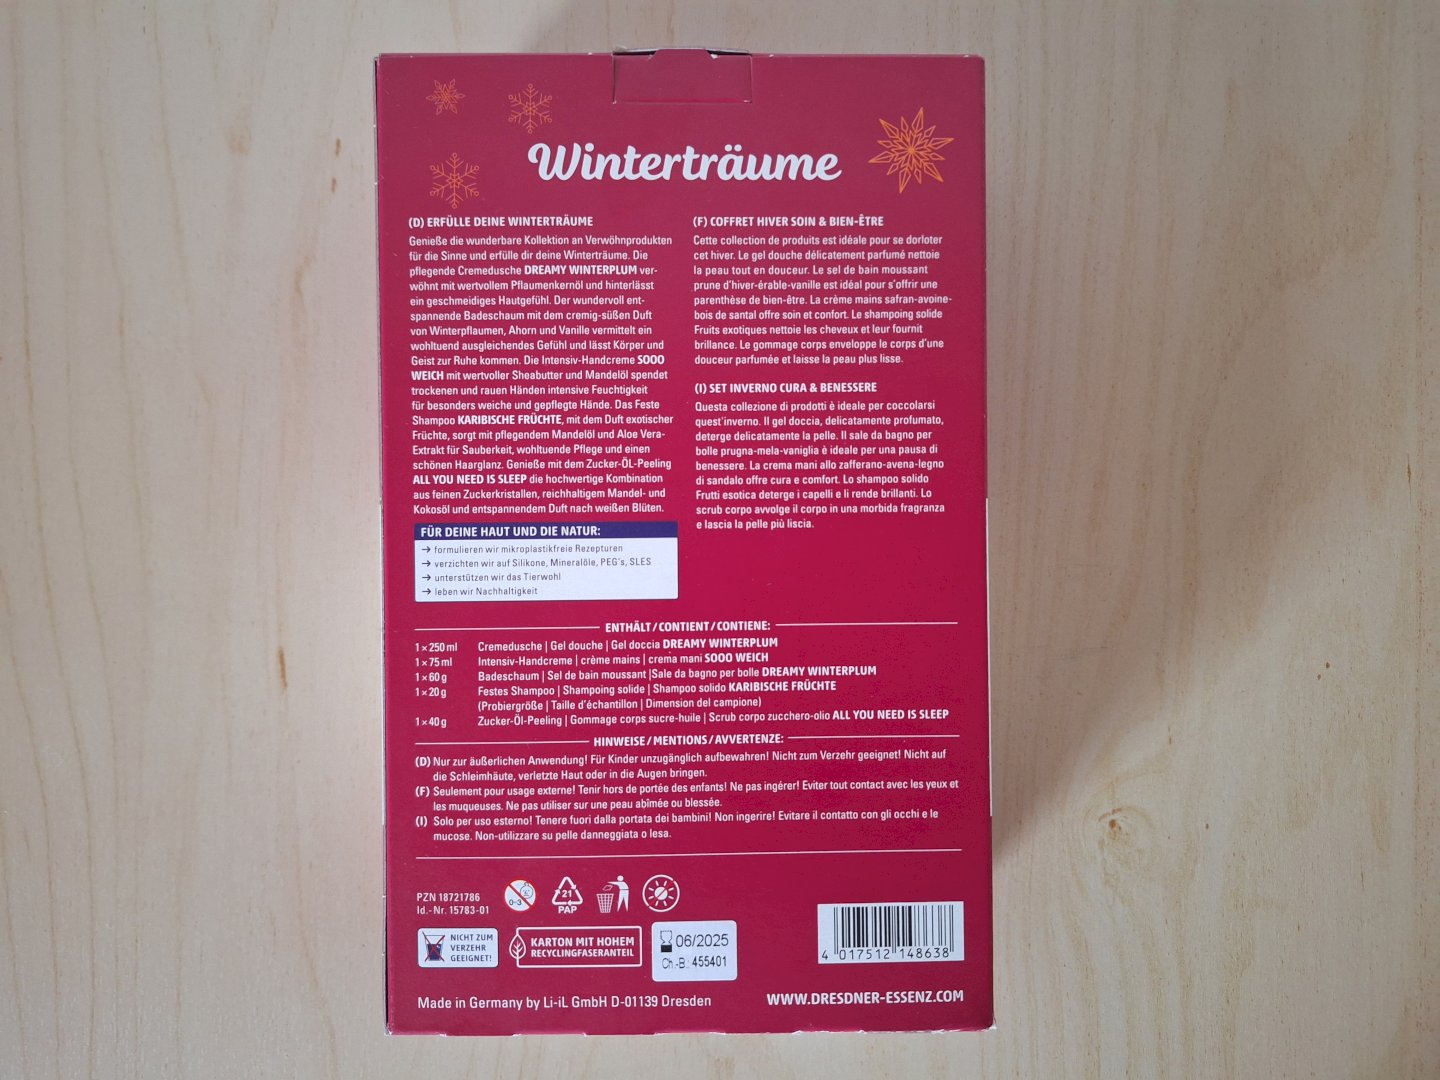 Winterträume
(D) ERFÜLLE DEINE WINTERTRÄUME
Genieße die wunderbare Kollektion an Verwöhnprodukten
für die Sinne und erfülle dir deine Winterträume. Die
pflegende Cremedusche DREAMY WINTERPLUM ver-
wöhnt mit wertvollem Pflaumenkernöl und hinterlässt
ein geschmeidiges Hautgefühl. Der wundervoll ent-
spannende Badeschaum mit dem cremig-süßen Duft
von Winterpflaumen, Ahorn und Vanille vermittelt ein
wohltuend ausgleichendes Gefühl und lässt Körper und
Geist zur Ruhe kommen. Die Intensiv-Handcreme SOOO
WEICH mit wertvoller Sheabutter und Mandelöl spendet
trockenen und rauen Händen intensive Feuchtigkeit
für besonders weiche und gepflegte Hände. Das Feste
Shampoo KARIBISCHE FRÜCHTE, mit dem Duft exotischer
Früchte, sorgt mit pflegendem Mandelöl und Aloe Vera-
Extrakt für Sauberkeit, wohltuende Pflege und einen
schönen Haarglanz. Genieße mit dem Zucker-ÖL-Peeling
ALL YOU NEED IS SLEEP die hochwertige Kombination
aus feinen Zuckerkristallen, reichhaltigem Mandel- und
Kokosöl und entspannendem Duft nach weißen Blüten.
FÜR DEINE HAUT UND DIE NATUR:
→ formulieren wir mikroplastikfreie Rezepturen
→ verzichten wir auf Silikone, Mineralöle, PEG's, SLES
→ unterstützen wir das Tierwohl
→ leben wir Nachhaltigkeit
(F) COFFRET HIVER SOIN & BIEN-ÊTRE
Cette collection de produits est idéale pour se dorloter
cet hiver. Le gel douche délicatement parfumé nettoie
la peau tout en douceur. Le sel de bain moussant
prune d'hiver-érable-vanille est idéal pour s'offrir une
parenthèse de bien-être. La crème mains safran-avoine-
bois de santal offre soin et confort. Le shampoing solide
Fruits exotiques nettoie les cheveux et leur fournit
brillance. Le gommage corps enveloppe le corps d'une
douceur parfumée et laisse la peau plus lisse.
(I) SET INVERNO CURA & BENESSERE
Questa collezione di prodotti è ideale per coccolarsi
quest'inverno. Il gel doccia, delicatamente profumato,
deterge delicatamente la pelle. Il sale da bagno per
bolle prugna-mela-vaniglia è ideale per una pausa di
benessere. La crema mani allo zafferano-avena-legno
di sandalo offre cura e comfort. Lo shampoo solido
Frutti esotica deterge i capelli e li rende brillanti. Lo
scrub corpo avvolge il corpo in una morbida fragranza
e lascia la pelle più liscia.
ENTHÄLT/CONTIENT/CONTIENE:
1 x 250 ml Cremedusche | Gel douche | Gel doccia DREAMY WINTERPLUM
1 x 75 ml Intensiv-Handcreme | crème mains | crema mani SOOO WEICH
1 x 60 g Badeschaum | Sel de bain moussant |Sale da bagno per bolle DREAMY WINTERPLUM
1 x 20 g Festes Shampoo | Shampoing solide | Shampoo solido KARIBISCHE FRÜCHTE
(Probiergröße | Taille d'échantillon | Dimension del campione)
1 x 40 g Zucker-Öl-Peeling | Gommage corps sucre-huile | Scrub corpo zucchero-olio ALL YOU NEED IS SLEEP
HINWEISE/MENTIONS/AVVERTENZE:
(D) Nur zur äußerlichen Anwendung! Für Kinder unzugänglich aufbewahren! Nicht zum Verzehr geeignet! Nicht auf
die Schleimhäute, verletzte Haut oder in die Augen bringen.
(F) Seulement pour usage externe! Tenir hors de portée des enfants! Ne pas ingérer! Eviter tout contact avec les yeux et
les muqueuses. Ne pas utiliser sur une peau abîmée ou blessée.
(I) Solo per uso esterno! Tenere fuori dalla portata dei bambini! Non ingerire! Evitare il contatto con gli occhi e le
mucose. Non-utilizzare su pelle danneggiata o lesa.
PZN 18721786
Id.-Nr. 15783-01
0-3
21
PAP
NICHT ZUM
VERZEHR
GEEIGNET!
KARTON MIT HOHEM
RECYCLINGFASERANTEIL
06/2025
Ch.-B.: 455401
4 017512 148638
Made in Germany by Li-iL GmbH D-01139 Dresden
WWW.DRESDNER-ESSENZ.COM